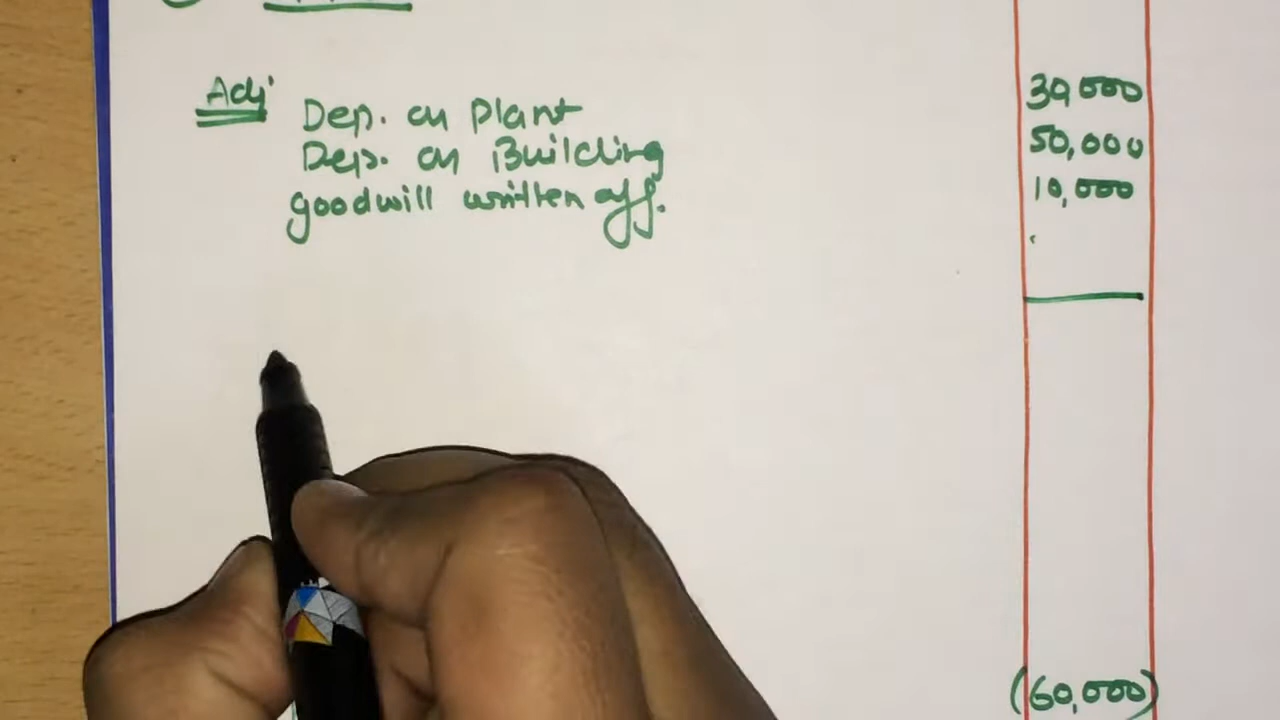 Adj Dep. on Plant 30,000
Dep. on Building 50,000
goodwill written off. 10,000
(60,000)